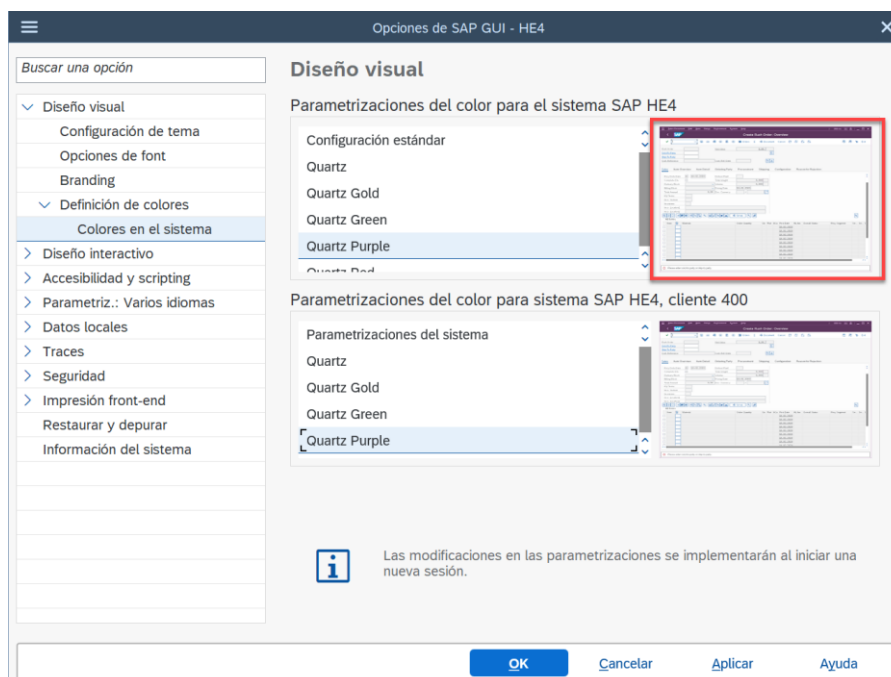 Opciones de SAP GUI - HE4
Buscar una opción
Diseño visual
Configuración de tema
Opciones de font
Branding
Definición de colores
Colores en el sistema
Diseño interactivo
Accesibilidad y scripting
Parametriz.: Varios idiomas
Datos locales
Traces
Seguridad
Impresión front-end
Restaurar y depurar
Información del sistema
Diseño visual
Parametrizaciones del color para el sistema SAP HE4
Configuración estándar
Quartz
Quartz Gold
Quartz Green
Quartz Purple
Quartz Red
Parametrizaciones del color para sistema SAP HE4, cliente 400
Parametrizaciones del sistema
Quartz
Quartz Gold
Quartz Green
Quartz Purple
Las modificaciones en las parametrizaciones se implementarán al iniciar una
nueva sesión.
OK
Cancelar
Aplicar
Ayuda